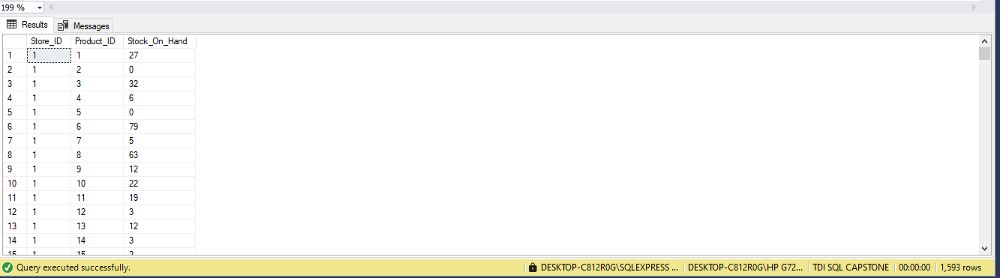 199 %
Results Messages
Store_ID Product_ID Stock_On_Hand
1 1 1 27
2 1 2 0
3 1 3 32
4 1 4 6
5 1 5 0
6 1 6 79
7 1 7 5
8 1 8 63
9 1 9 12
10 1 10 22
11 1 11 19
12 1 12 3
13 1 13 12
14 1 14 3
15 1 15 2
Query executed successfully. DESKTOP-C812R0G\SQLEXPRESS ... DESKTOP-C812R0G\HP G72... TDI SQL CAPSTONE 00:00:00 1,593 rows